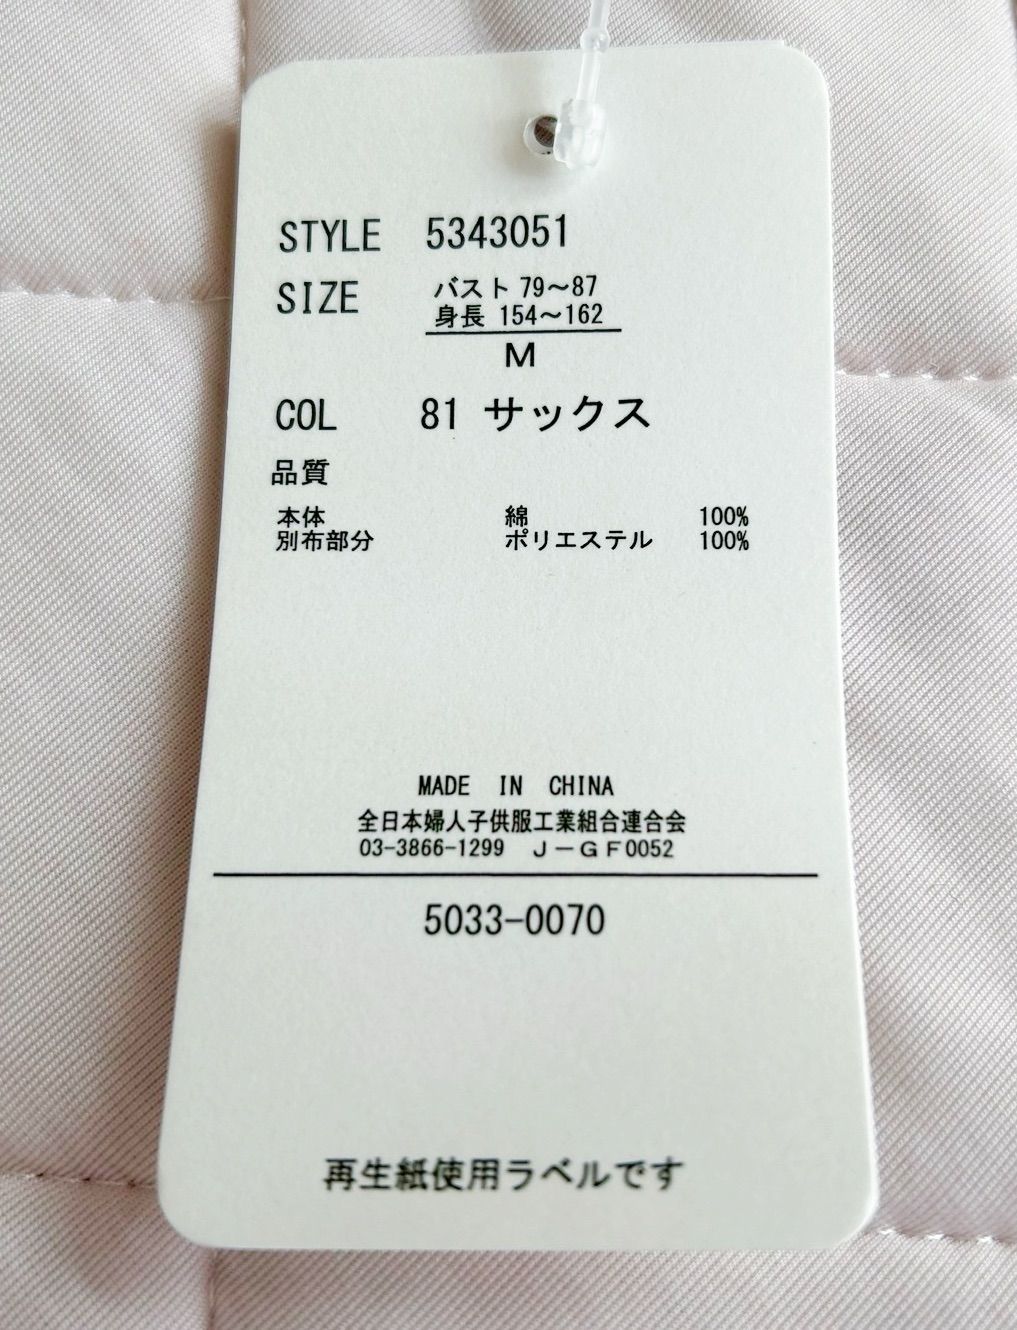 STYLE 5343051
SIZE バスト 79～87
身長 154～162
M
COL 81 サックス
品質
本体 綿 100%
別布部分 ポリエステル 100%
MADE IN CHINA
全日本婦人子供服工業組合連合会
03-3866-1299 J－GF0052
5033-0070
再生紙使用ラベルです